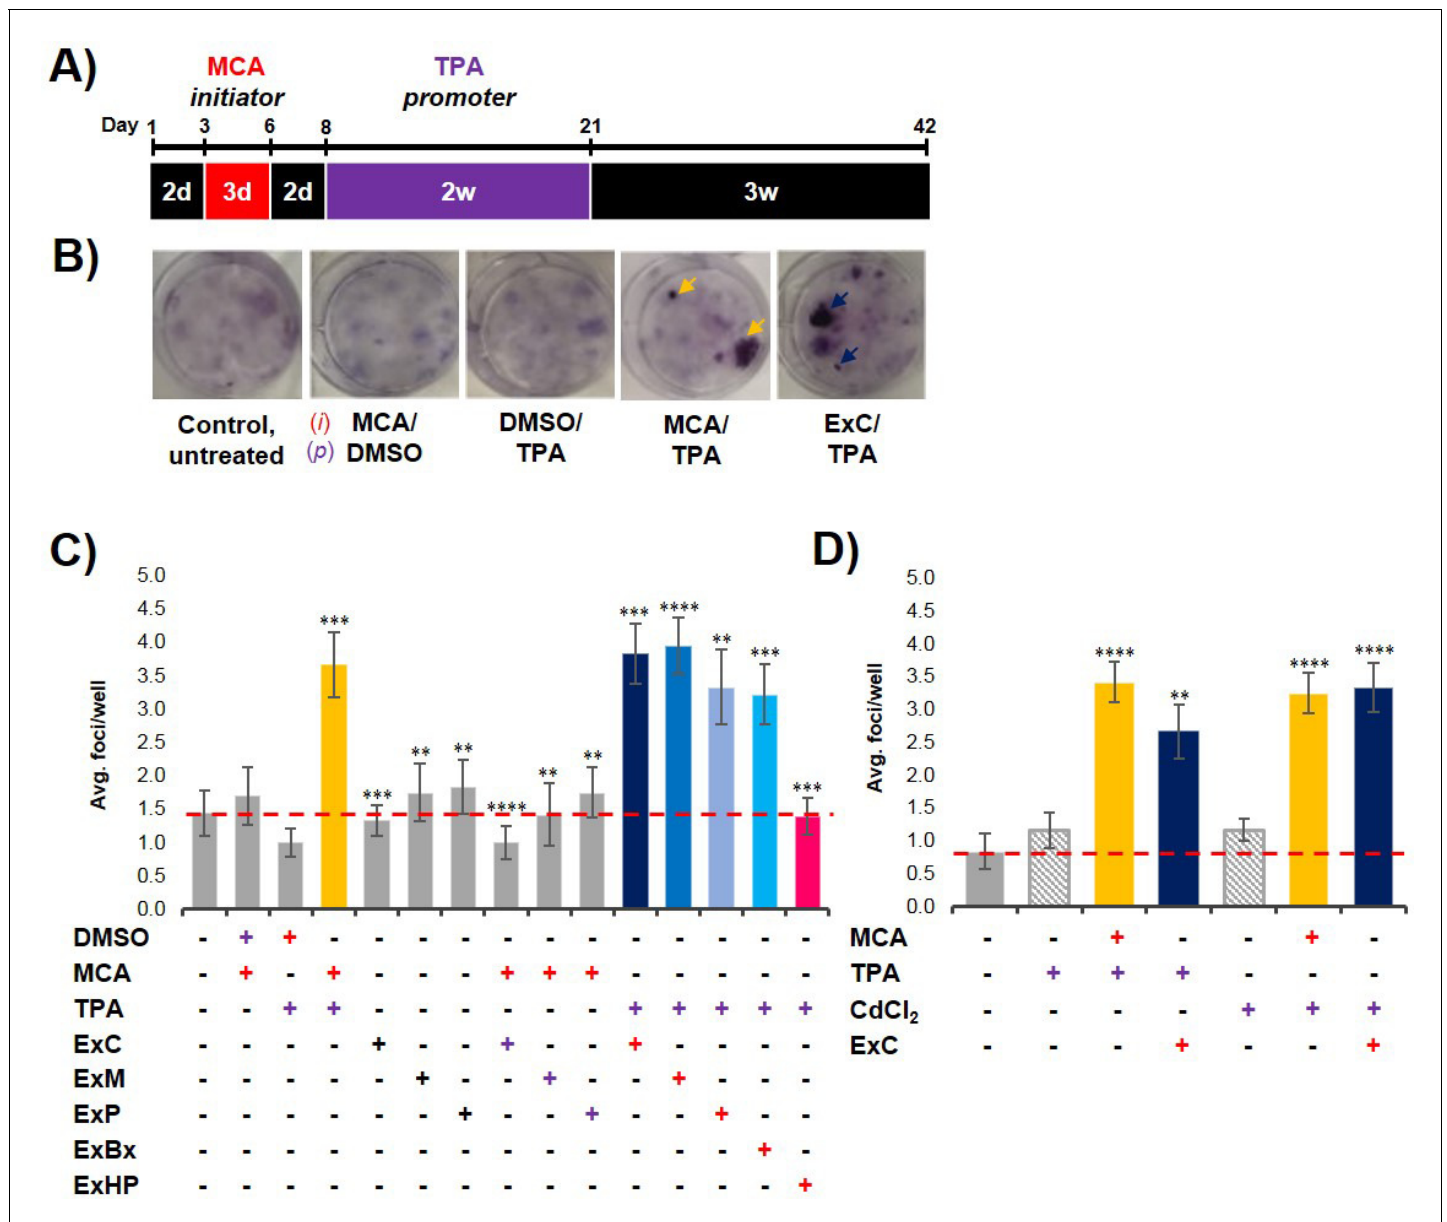 A)
MCA
initiator
TPA
promoter
Day 1 3 6 8 21 42
2d 3d 2d 2w 3w
B)
Control,
untreated
(i) MCA/
(p) DMSO
DMSO/
TPA
MCA/
TPA
ExC/
TPA
C)
Avg. foci/well
5.0
4.5
4.0
3.5
3.0
2.5
2.0
1.5
1.0
0.5
0.0
*** *** ** ** **** ** ** *** **** ** *** ***
DMSO - + + - - - - - - - - - - - -
MCA - + - + - - - + + + - - - - -
TPA - - + + - - - - - - + + + + +
ExC - - - - + - - + - - + - - - -
ExM - - - - - + - - + - - + - - -
ExP - - - - - - + - - + - - + - -
ExBx - - - - - - - - - - - - - + -
ExHP - - - - - - - - - - - - - - +
D)
Avg. foci/well
5.0
4.5
4.0
3.5
3.0
2.5
2.0
1.5
1.0
0.5
0.0
**** ** **** ****
MCA - - + - - + -
TPA - + + + - - -
CdCl₂ - - - - + + +
ExC - - - + - - +